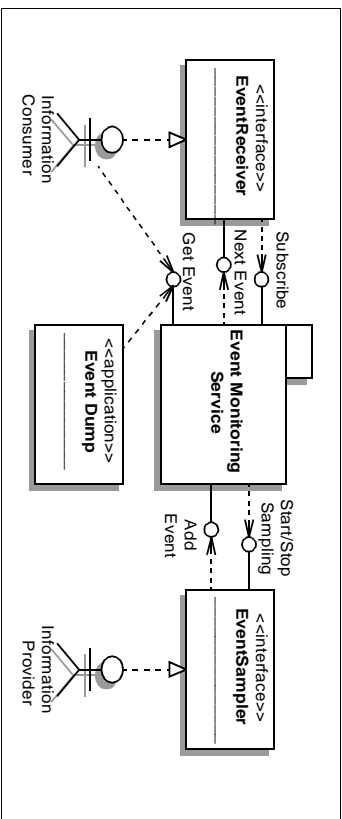 <<interface>>
EventReceiver
Subscribe
Next Event
Get Event
Information
Consumer
Event Monitoring
Service
<<application>>
Event Dump
Start/Stop
Sampling
Add
Event
<<interface>>
EventSampler
Information
Provider